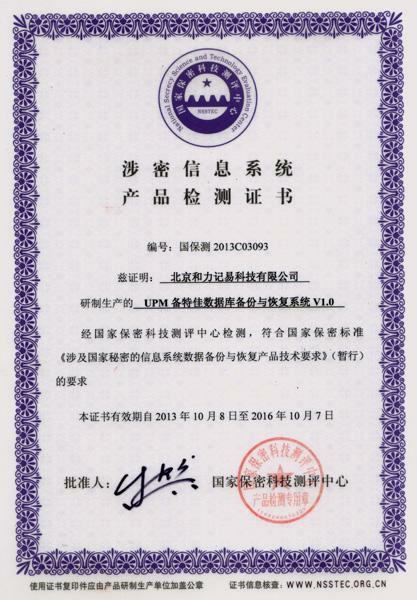 National Secrecy Science and Technology Evaluation Center
国家保密科技测评中心
NSSTEC
涉密信息系统
产品检测证书
编号：国保测 2013C03093
兹证明： 北京和力记易科技有限公司
研制生产的 UPM 备特佳数据库备份与恢复系统 V1.0
经国家保密科技测评中心检测，符合国家保密标准
《涉及国家秘密的信息系统数据备份与恢复产品技术要求》（暂行）
的要求
本证书有效期自 2013 年 10 月 8 日至 2016 年 10 月 7 日
批准人：
国家保密科技测评中心
国家保密科技测评中心
产品检测专用章
使用证书复印件应由产品研制生产单位加盖公章
证书信息核查：WWW.NSSTEC.ORG.CN